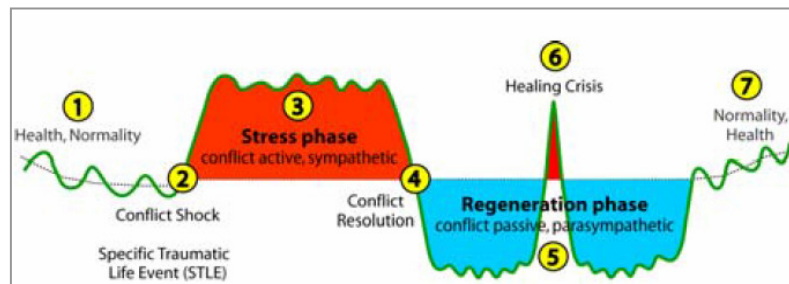 1
Health, Normality
2
Conflict Shock
Specific Traumatic
Life Event (STLE)
3
Stress phase
conflict active, sympathetic
4
Conflict
Resolution
6
Healing Crisis
Regeneration phase
conflict passive, parasympathetic
5
7
Normality,
Health